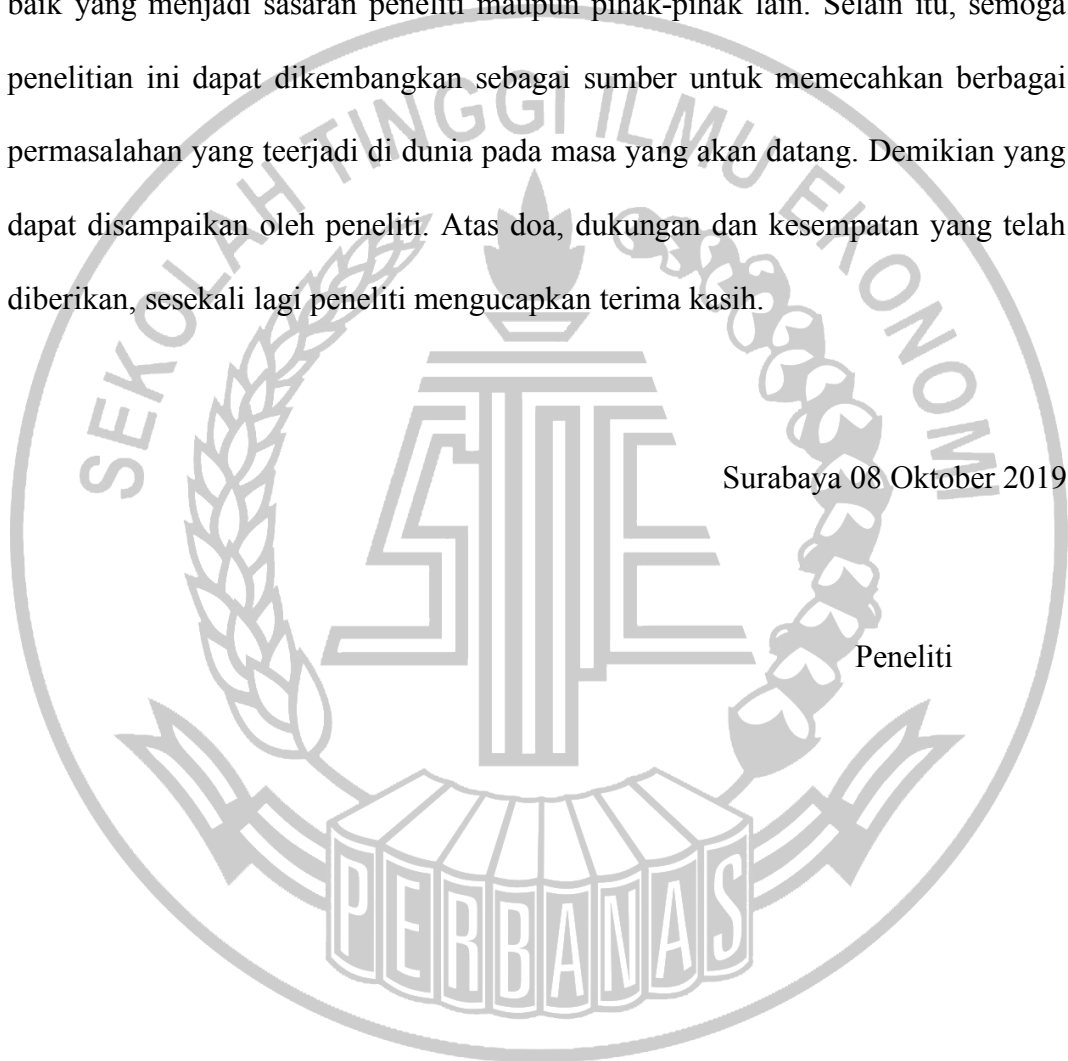 baik yang menjadi sasaran peneliti maupun pihak-pihak lain. Selain itu, semoga
penelitian ini dapat dikembangkan sebagai sumber untuk memecahkan berbagai
permasalahan yang teerjadi di dunia pada masa yang akan datang. Demikian yang
dapat disampaikan oleh peneliti. Atas doa, dukungan dan kesempatan yang telah
diberikan, sesekali lagi peneliti mengucapkan terima kasih.
SEKOLAH TINGGI ILMU EKONOMI
Surabaya 08 Oktober 2019
STIE
Peneliti
PERBANAS